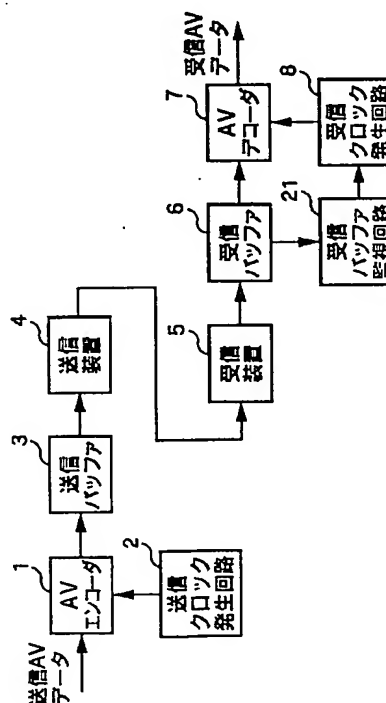 送信AV
データ
1
AV
エンコーダ
2
送信
クロック
発生回路
3
送信
バッファ
4
送信
装置
5
受信
装置
6
受信
バッファ
7
AV
デコーダ
受信AV
データ
21
受信
バッファ
監視回路
8
受信
クロック
発生回路